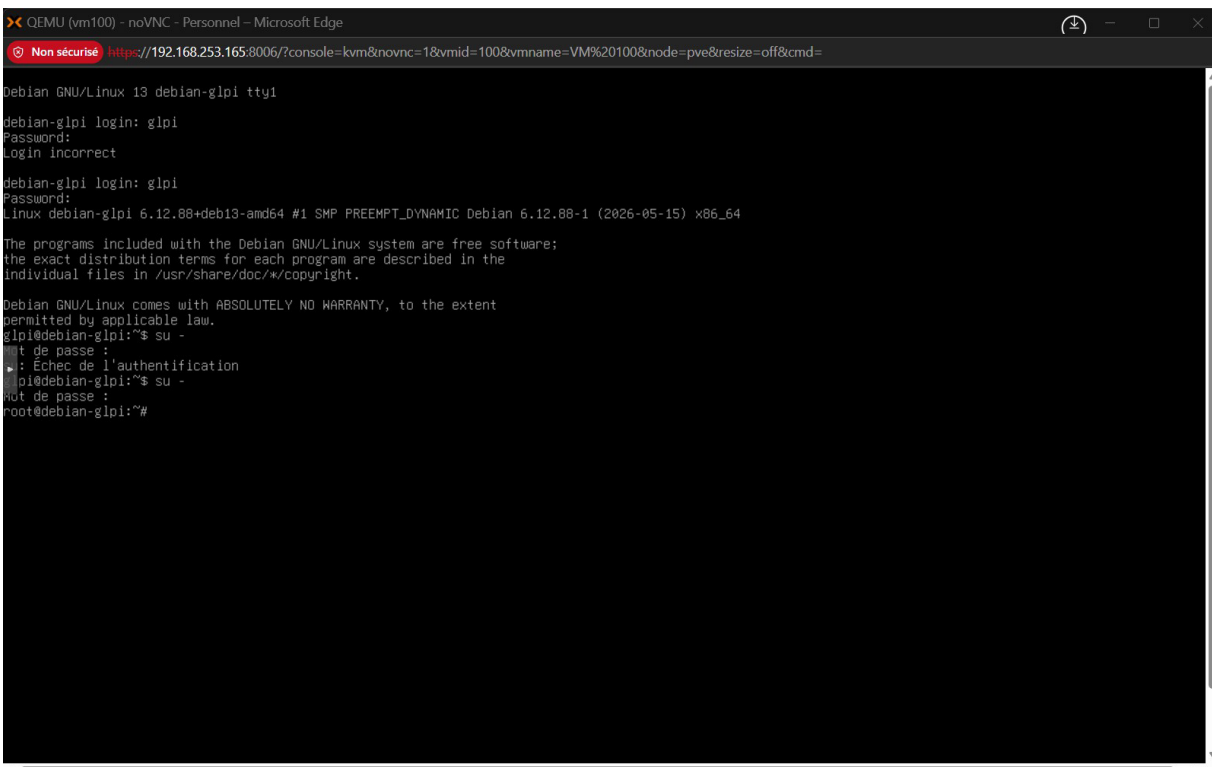 QEMU (vm100) - noVNC - Personnel – Microsoft Edge
Non sécurisé https://192.168.253.165:8006/?console=kvm&novnc=1&vmid=100&vmname=VM%20100&node=pve&resize=off&cmd=
Debian GNU/Linux 13 debian-glpi tty1
debian-glpi login: glpi
Password:
Login incorrect
debian-glpi login: glpi
Password:
Linux debian-glpi 6.12.88+deb13-amd64 #1 SMP PREEMPT_DYNAMIC Debian 6.12.88-1 (2026-05-15) x86_64
The programs included with the Debian GNU/Linux system are free software;
the exact distribution terms for each program are described in the
individual files in /usr/share/doc/*/copyright.
Debian GNU/Linux comes with ABSOLUTELY NO WARRANTY, to the extent
permitted by applicable law.
glpi@debian-glpi:~$ su -
Mot de passe :
su: Échec de l'authentification
glpi@debian-glpi:~$ su -
Mot de passe :
root@debian-glpi:~#